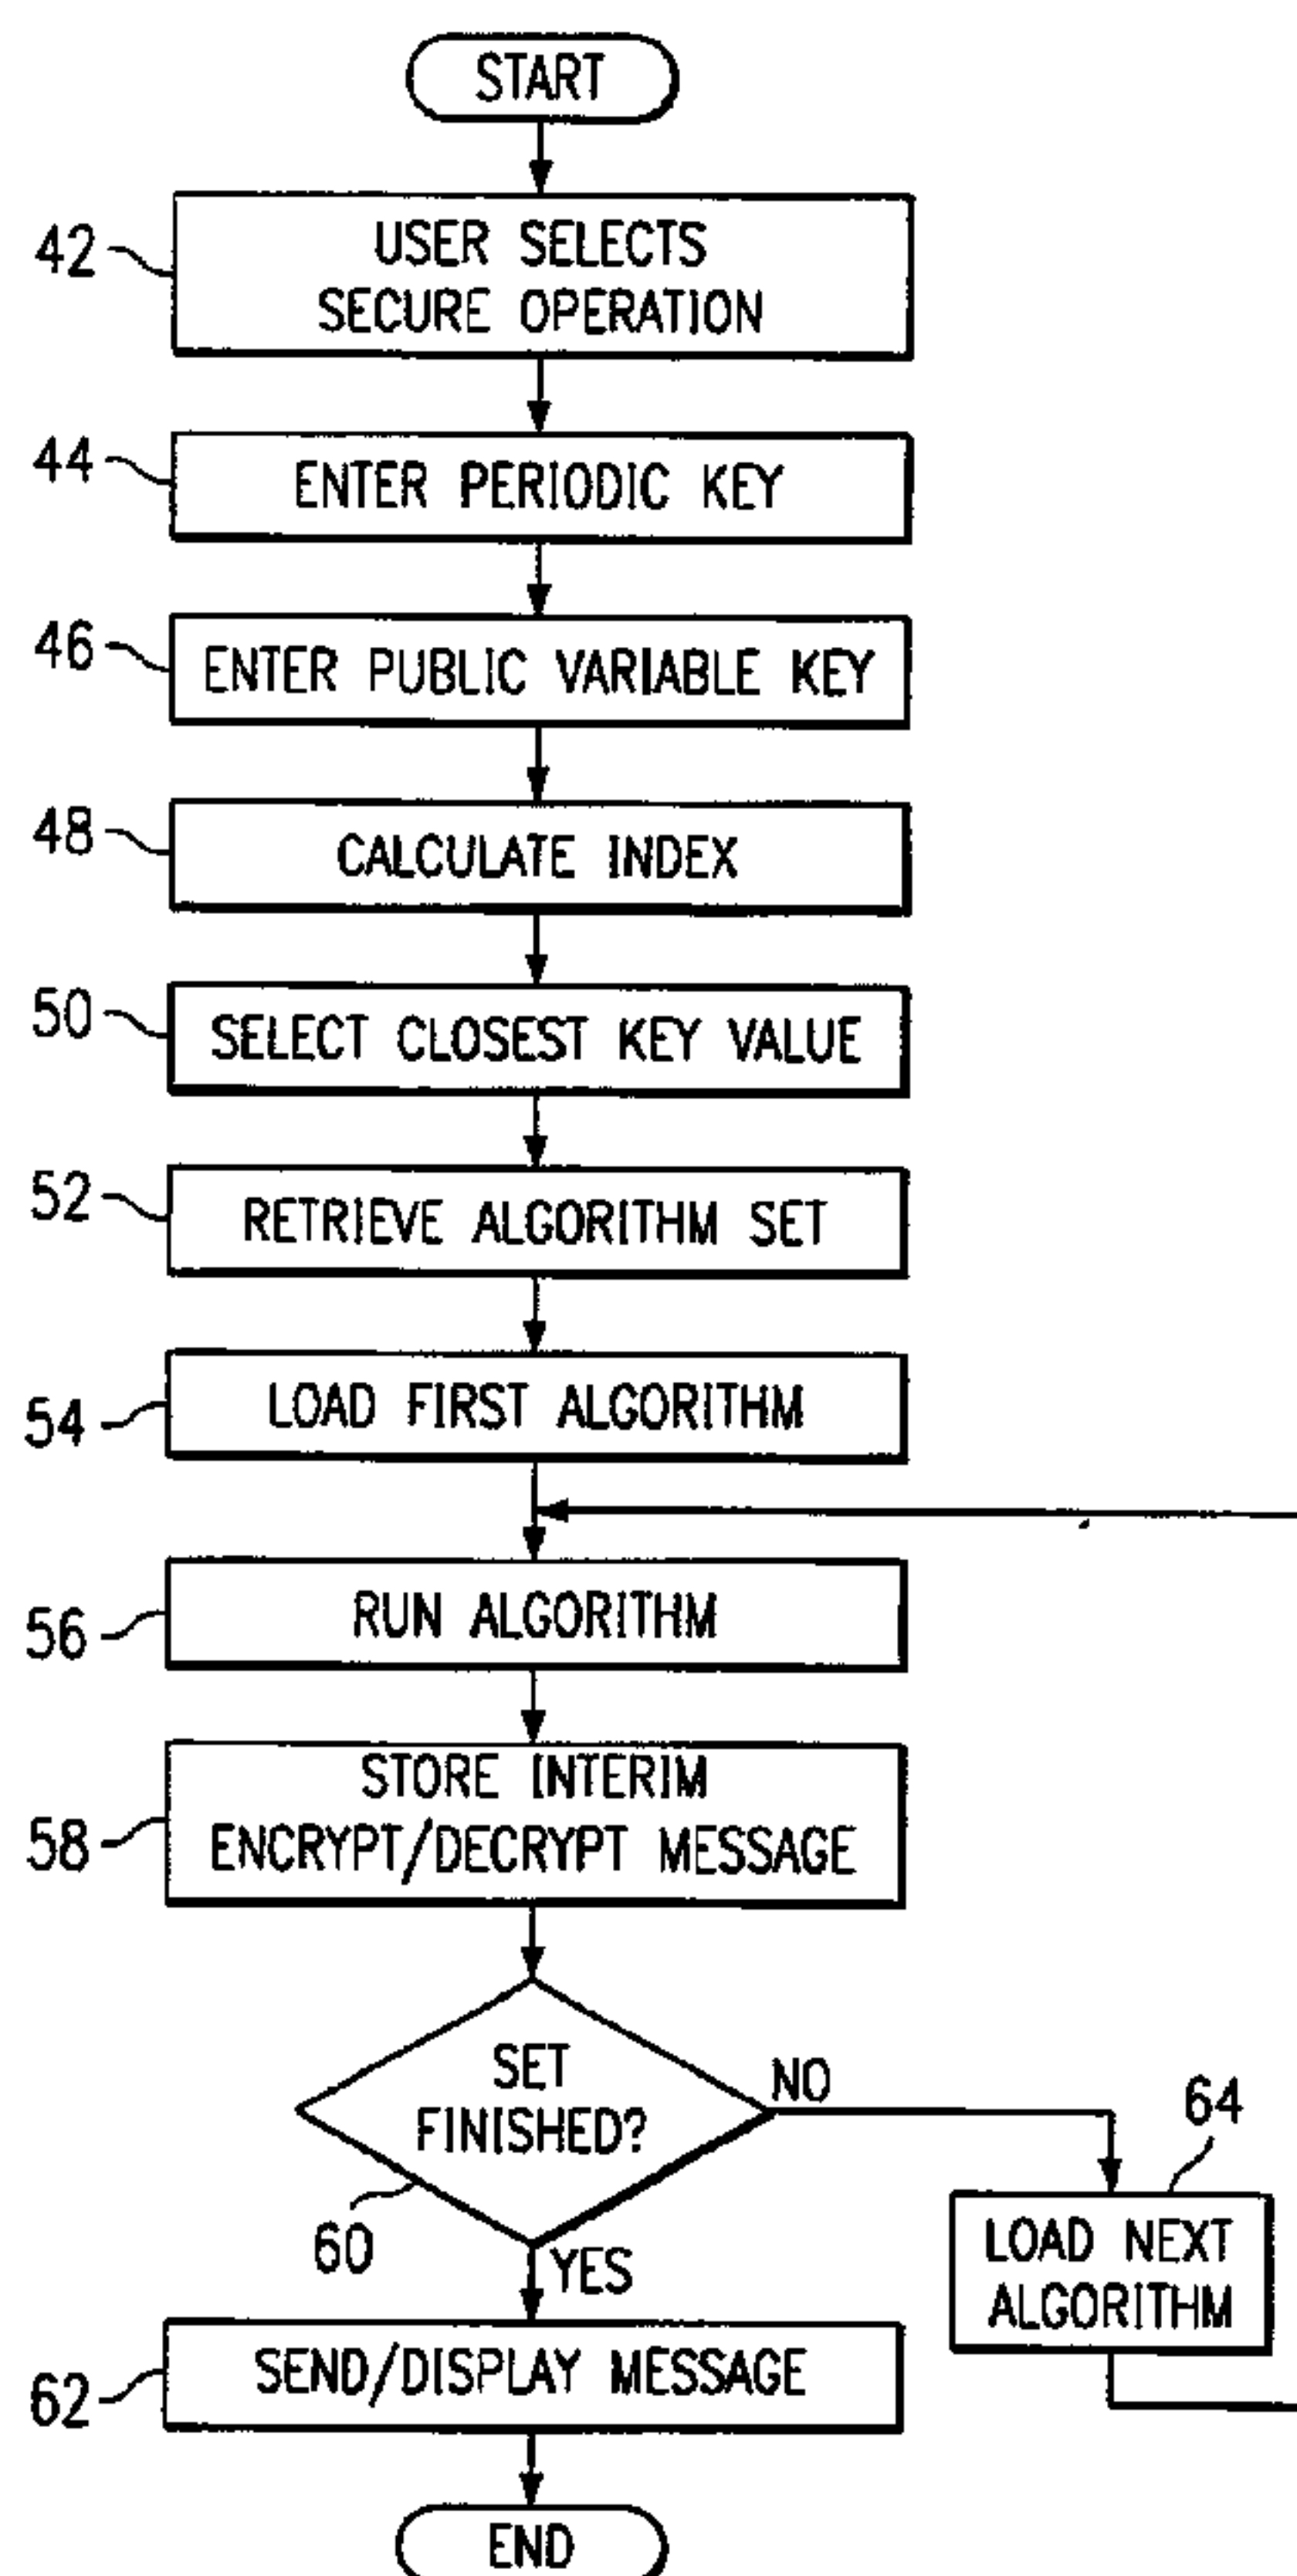 START
42
USER SELECTS
SECURE OPERATION
44
ENTER PERIODIC KEY
46
ENTER PUBLIC VARIABLE KEY
48
CALCULATE INDEX
50
SELECT CLOSEST KEY VALUE
52
RETRIEVE ALGORITHM SET
54
LOAD FIRST ALGORITHM
56
RUN ALGORITHM
58
STORE INTERIM
ENCRYPT/DECRYPT MESSAGE
SET
FINISHED?
NO
60
YES
64
LOAD NEXT
ALGORITHM
62
SEND/DISPLAY MESSAGE
END